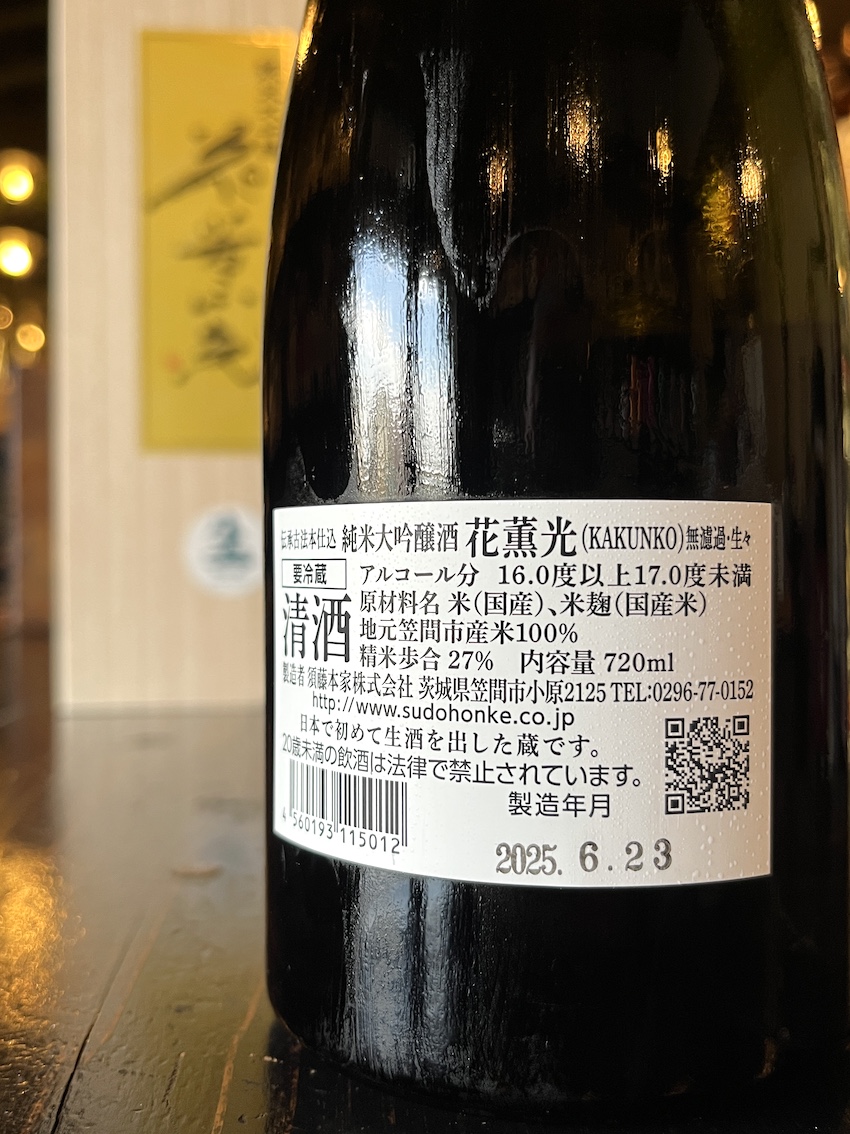 花薫光
生
伝承古法本仕込 純米大吟醸酒 花薫光(KAKUNKO)無濾過・生々
要冷蔵 アルコール分 16.0度以上17.0度未満
清酒 原材料名 米(国産)、米麹(国産米)
地元笠間市産米100%
精米歩合 27% 内容量 720ml
製造者 須藤本家株式会社 茨城県笠間市小原2125 TEL:0296-77-0152
http://www.sudohonke.co.jp
日本で初めて生酒を出した蔵です。
20歳未満の飲酒は法律で禁止されています。
製造年月
4 560193 115012
2025. 6.23